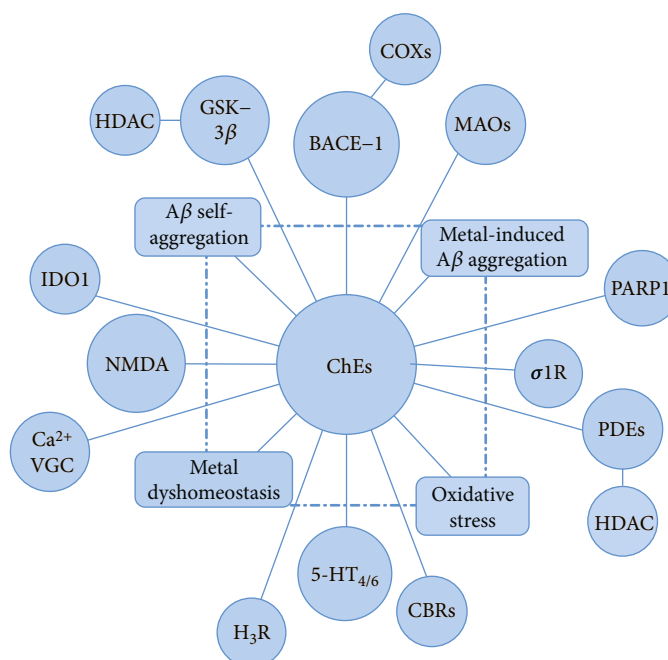 COXs
HDAC
GSK−
3β
BACE−1
MAOs
Aβ self-
aggregation
Metal-induced
Aβ aggregation
IDO1
PARP1
NMDA
ChEs
σ1R
Ca²⁺
VGC
PDEs
Metal
dyshomeostasis
Oxidative
stress
HDAC
5-HT₄/₆
CBRs
H₃R